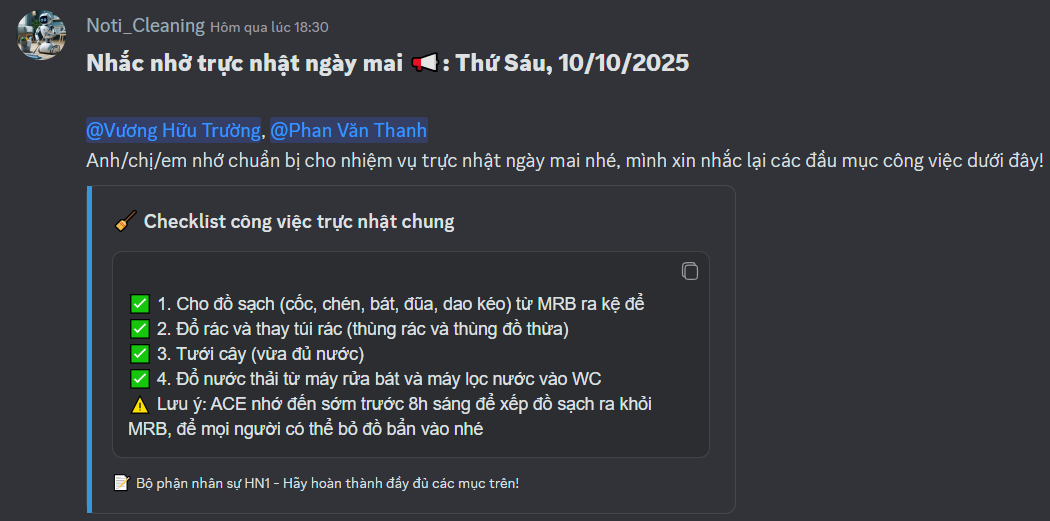 Noti_Cleaning Hôm qua lúc 18:30
Nhắc nhở trực nhật ngày mai 📢: Thứ Sáu, 10/10/2025
@Vương Hữu Trường, @Phan Văn Thanh
Anh/chị/em nhớ chuẩn bị cho nhiệm vụ trực nhật ngày mai nhé, mình xin nhắc lại các đầu mục công việc dưới đây!
🧹 Checklist công việc trực nhật chung
✅ 1. Cho đồ sạch (cốc, chén, bát, đũa, dao kéo) từ MRB ra kệ để
✅ 2. Đổ rác và thay túi rác (thùng rác và thùng đồ thừa)
✅ 3. Tưới cây (vừa đủ nước)
✅ 4. Đổ nước thải từ máy rửa bát và máy lọc nước vào WC
⚠️ Lưu ý: ACE nhớ đến sớm trước 8h sáng để xếp đồ sạch ra khỏi
MRB, để mọi người có thể bỏ đồ bẩn vào nhé
📝 Bộ phận nhân sự HN1 - Hãy hoàn thành đầy đủ các mục trên!